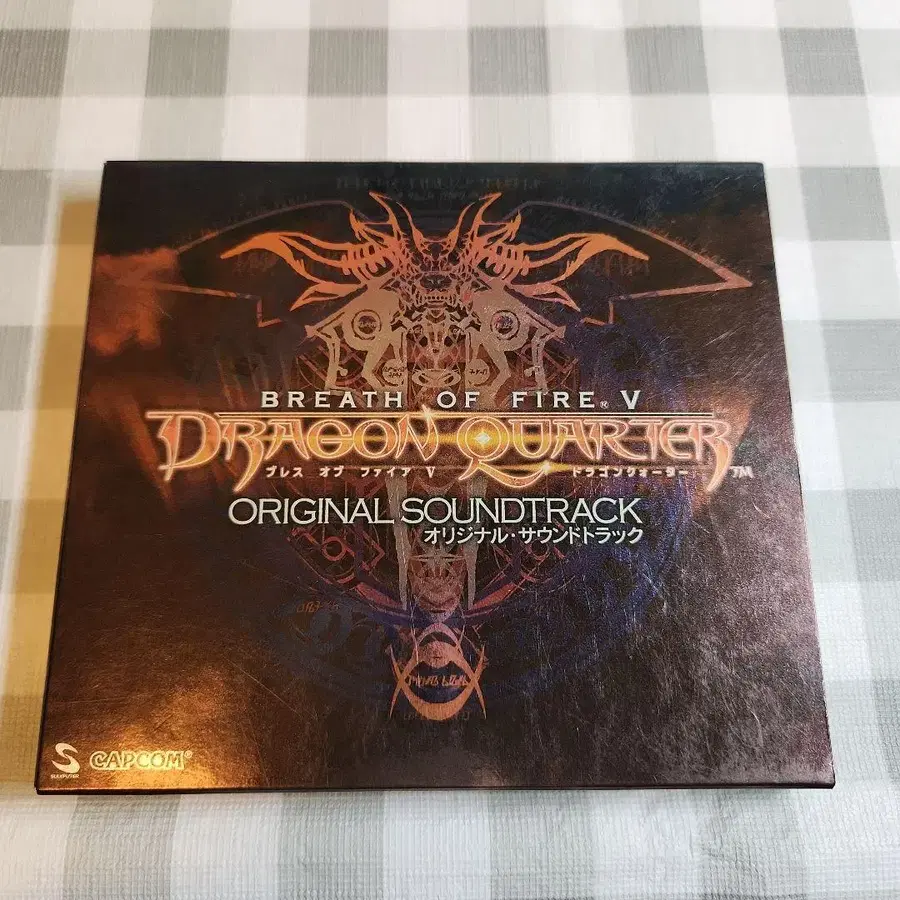 BREATH OF FIRE® V
DRAGON QUARTER™
ブレス オブ ファイア V ドラゴンクォーター
ORIGINAL SOUNDTRACK
オリジナル・サウンドトラック
SULEPUTER CAPCOM®